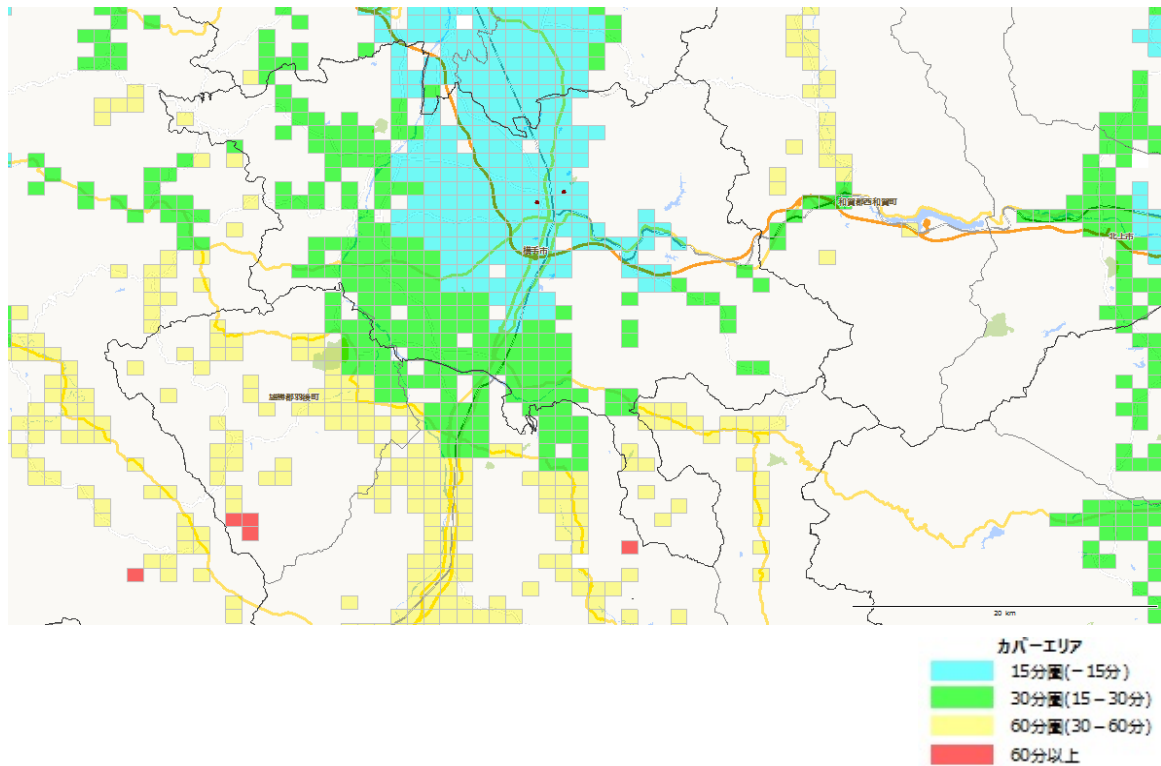 和賀郡西和賀町
北上市
横手市
雄勝郡羽後町
20 km
カバーエリア
15分圏(－15分)
30分圏(15－30分)
60分圏(30－60分)
60分以上